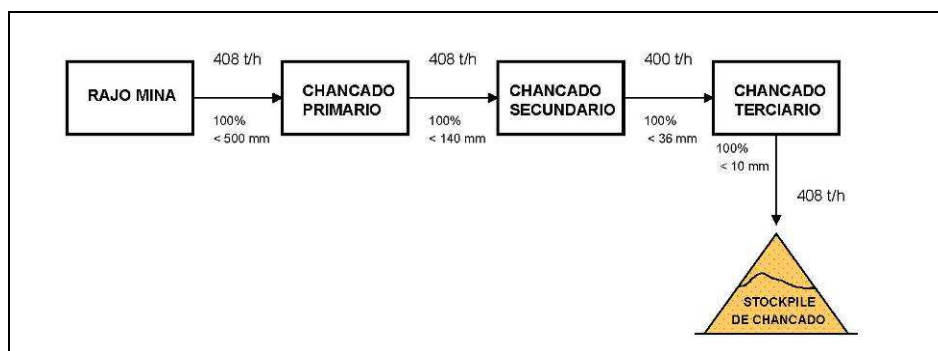 408 t/h
408 t/h
400 t/h
RAJO MINA
CHANCADO
PRIMARIO
CHANCADO
SECUNDARIO
CHANCADO
TERCIARIO
100%
< 500 mm
100%
< 140 mm
100%
< 36 mm
100%
< 10 mm
408 t/h
STOCKPILE
DE CHANCADO